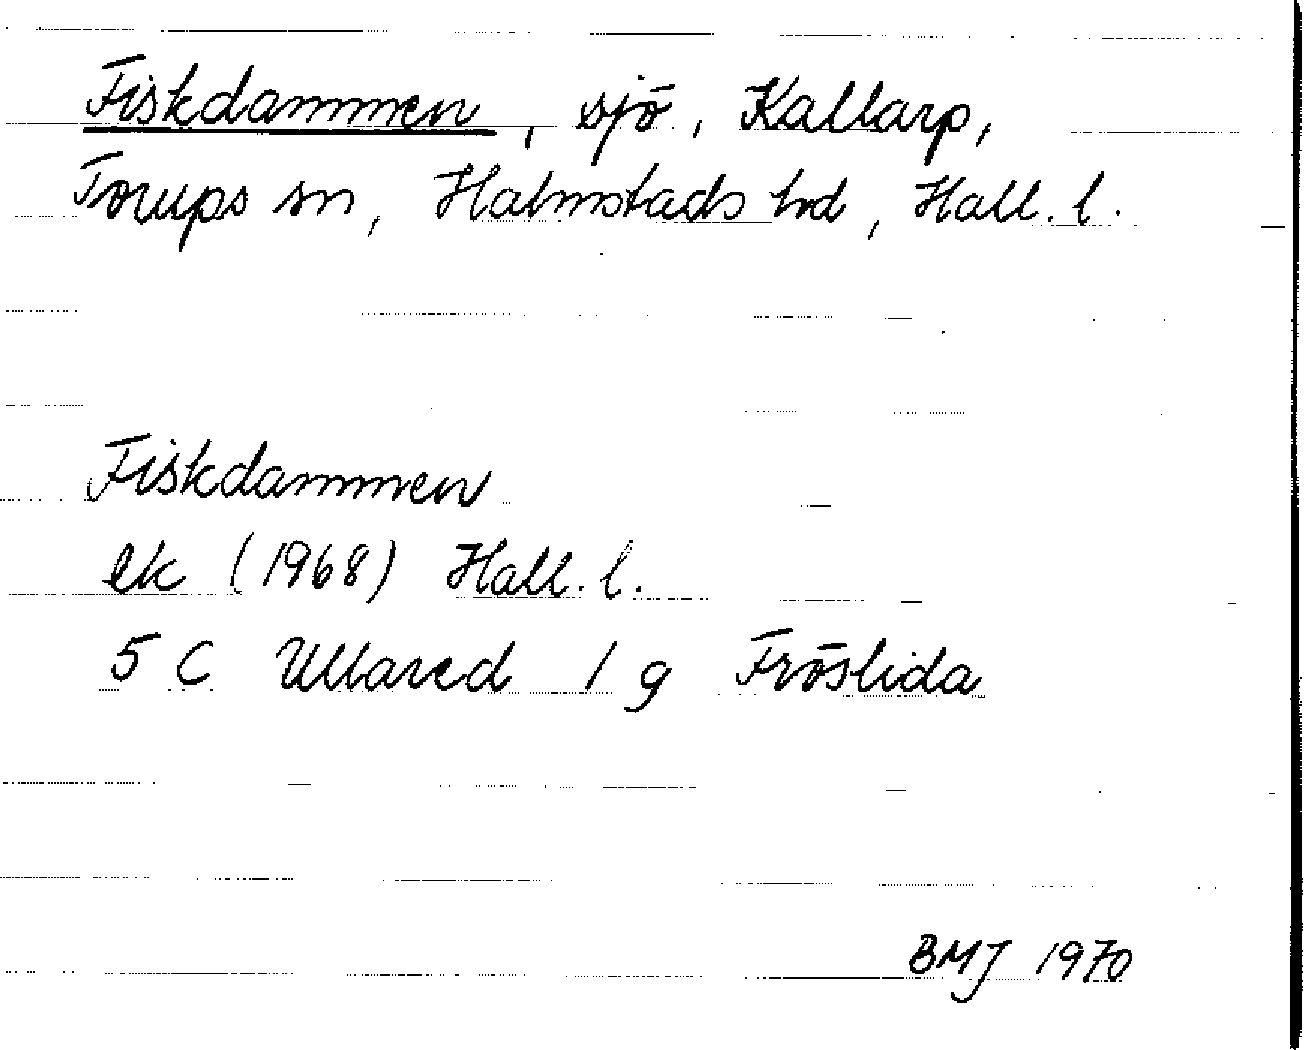 Fiskdammen, sjö, Kallarp,
Torups sn, Halmstads hd, Hall. l.
Fiskdammen
ek (1968) Hall. l.
5 C Ullared 1 g Fröslida
BMJ 1970